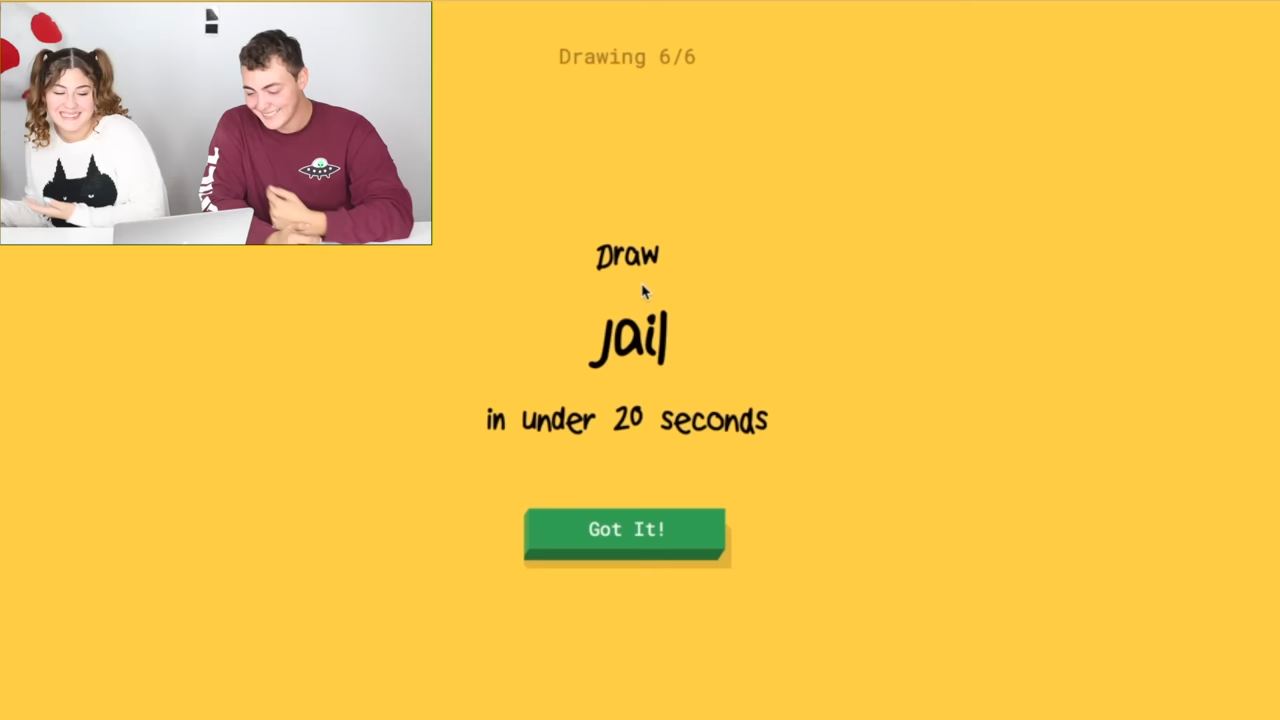 Drawing 6/6
Draw
jail
in under 20 seconds
Got It!